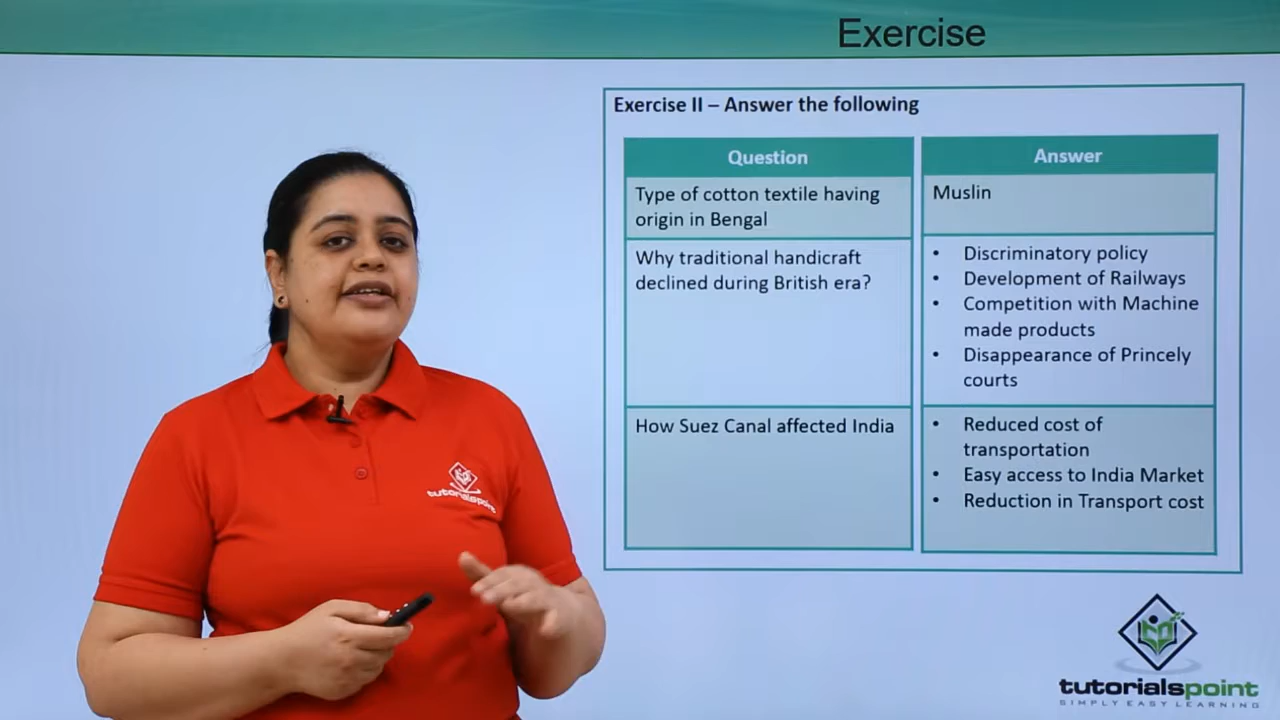 Exercise
Exercise II – Answer the following
Question
Answer
Type of cotton textile having
origin in Bengal
Muslin
Why traditional handicraft
declined during British era?
• Discriminatory policy
• Development of Railways
• Competition with Machine
made products
• Disappearance of Princely
courts
How Suez Canal affected India
• Reduced cost of
transportation
• Easy access to India Market
• Reduction in Transport cost
tutorialspoint
tutorialspoint
SIMPLY EASY LEARNING